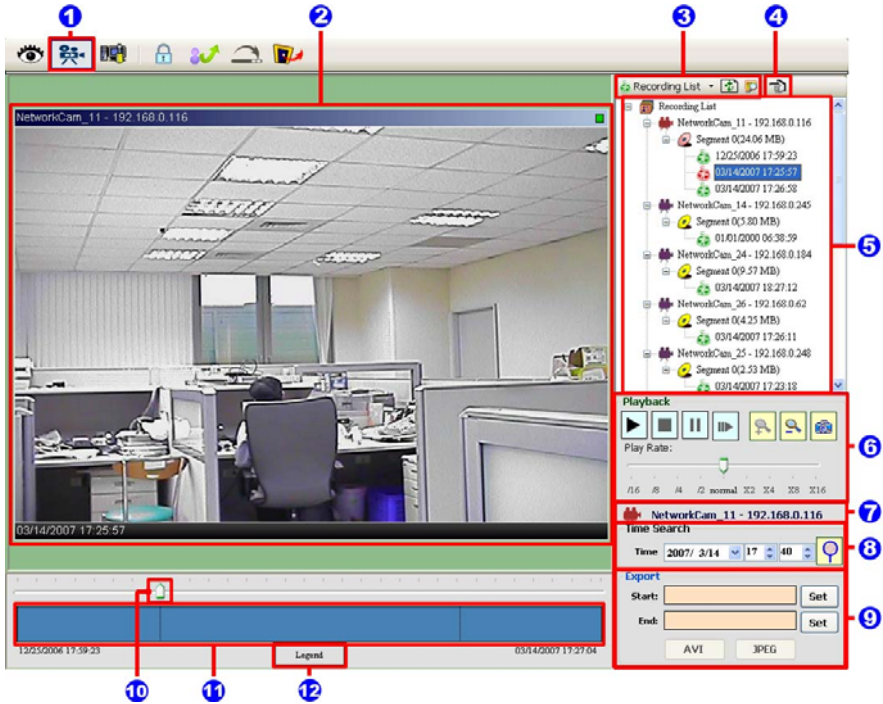 1
2
3
4
Recording List
NetworkCam_11 - 192.168.0.116
Recording List
NetworkCam_11 - 192.168.0.116
Segment 0(24.06 MB)
12/25/2006 17:59:23
03/14/2007 17:25:57
03/14/2007 17:26:58
NetworkCam_14 - 192.168.0.245
Segment 0(5.80 MB)
01/01/2000 06:38:59
NetworkCam_24 - 192.168.0.184
Segment 0(9.57 MB)
03/14/2007 18:27:12
NetworkCam_26 - 192.168.0.62
Segment 0(4.25 MB)
03/14/2007 17:26:11
NetworkCam_25 - 192.168.0.248
Segment 0(2.53 MB)
03/14/2007 17:23:18
5
Playback
Play Rate:
/16 /8 /4 /2 normal X2 X4 X8 X16
6
NetworkCam_11 - 192.168.0.116
7
Time Search
Time 2007/ 3/14 17 40
8
03/14/2007 17:25:57
Export
Start: Set
End: Set
AVI JPEG
9
10
12/25/2006 17:59:23
Legend
03/14/2007 17:27:04
11
12